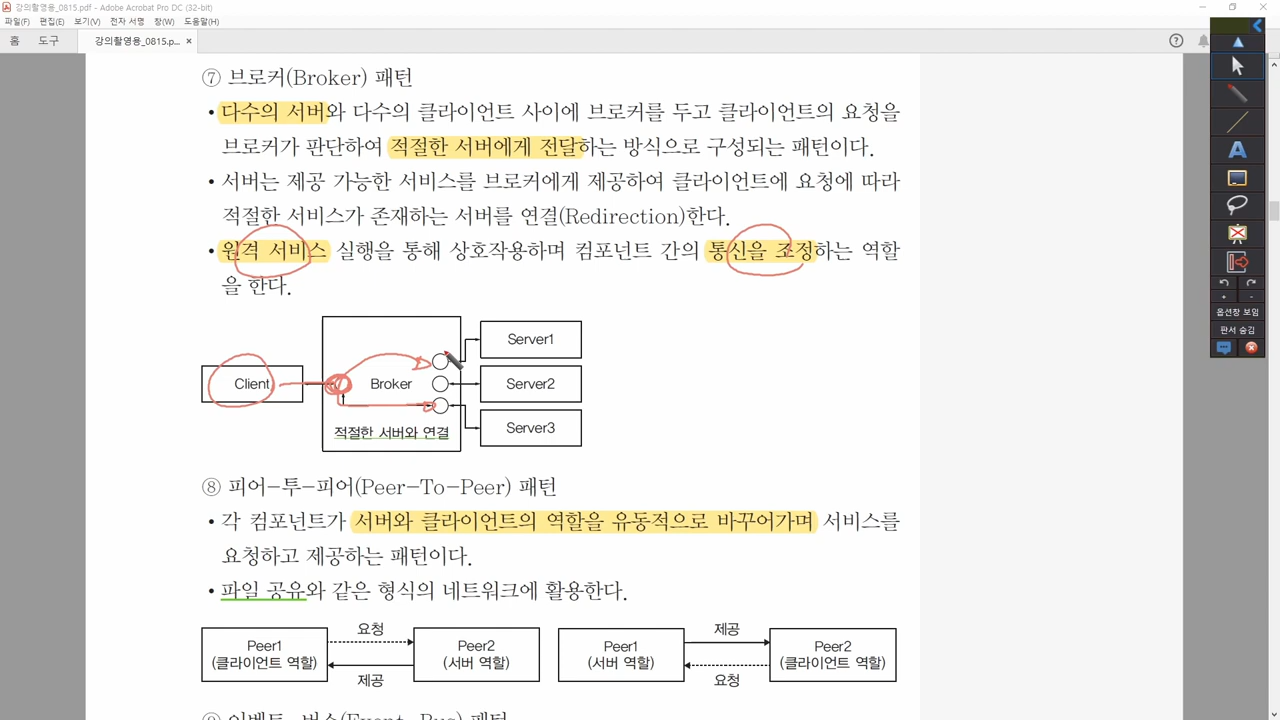 강의촬영용_0815.pdf - Adobe Acrobat Pro DC (32-bit)
파일(F) 편집(E) 보기(V) 전자 서명 창(W) 도움말(H)
홈 도구 강의촬영용_0815.p... ×
⑦ 브로커(Broker) 패턴
• 다수의 서버와 다수의 클라이언트 사이에 브로커를 두고 클라이언트의 요청을
브로커가 판단하여 적절한 서버에게 전달하는 방식으로 구성되는 패턴이다.
• 서버는 제공 가능한 서비스를 브로커에게 제공하여 클라이언트에 요청에 따라
적절한 서비스가 존재하는 서버를 연결(Redirection)한다.
• 원격 서비스 실행을 통해 상호작용하며 컴포넌트 간의 통신을 조정하는 역할
을 한다.
Client
Broker
적절한 서버와 연결
Server1
Server2
Server3
⑧ 피어-투-피어(Peer-To-Peer) 패턴
• 각 컴포넌트가 서버와 클라이언트의 역할을 유동적으로 바꾸어가며 서비스를
요청하고 제공하는 패턴이다.
• 파일 공유와 같은 형식의 네트워크에 활용한다.
Peer1
(클라이언트 역할)
요청
제공
Peer2
(서버 역할)
Peer1
(서버 역할)
제공
요청
Peer2
(클라이언트 역할)
⑨ 이벤트-버스(Event-Bus) 패턴
A
옵션창 보임
판서 숨김